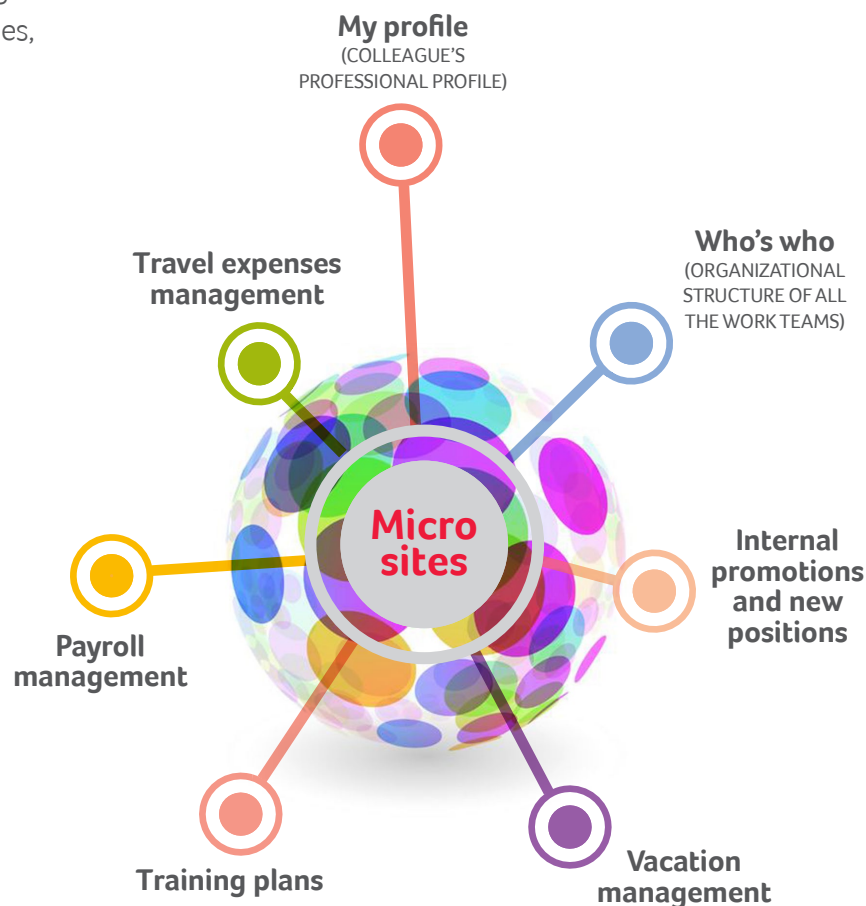 es,
My profile
(COLLEAGUE'S
PROFESSIONAL PROFILE)
Who's who
(ORGANIZATIONAL
STRUCTURE OF ALL
THE WORK TEAMS)
Travel expenses
management
Micro
sites
Internal
promotions
and new
positions
Payroll
management
Training plans
Vacation
management